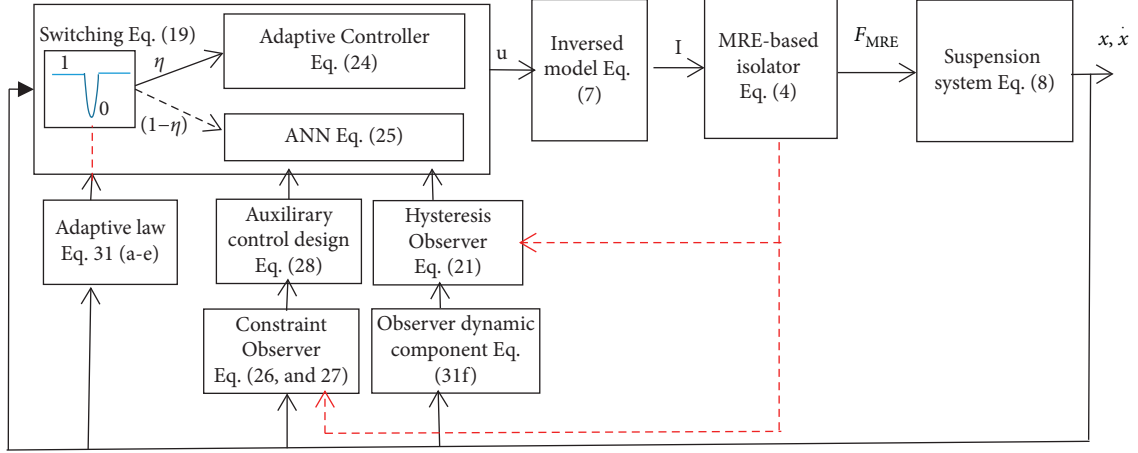 Switching Eq. (19)
1
0
η
(1–η)
Adaptive Controller
Eq. (24)
ANN Eq. (25)
u
Inversed
model Eq.
(7)
I
MRE-based
isolator
Eq. (4)
F_MRE
Suspension
system Eq. (8)
x, ẋ
Adaptive law
Eq. 31 (a-e)
Auxilirary
control design
Eq. (28)
Hysteresis
Observer
Eq. (21)
Constraint
Observer
Eq. (26, and 27)
Observer dynamic
component Eq.
(31f)